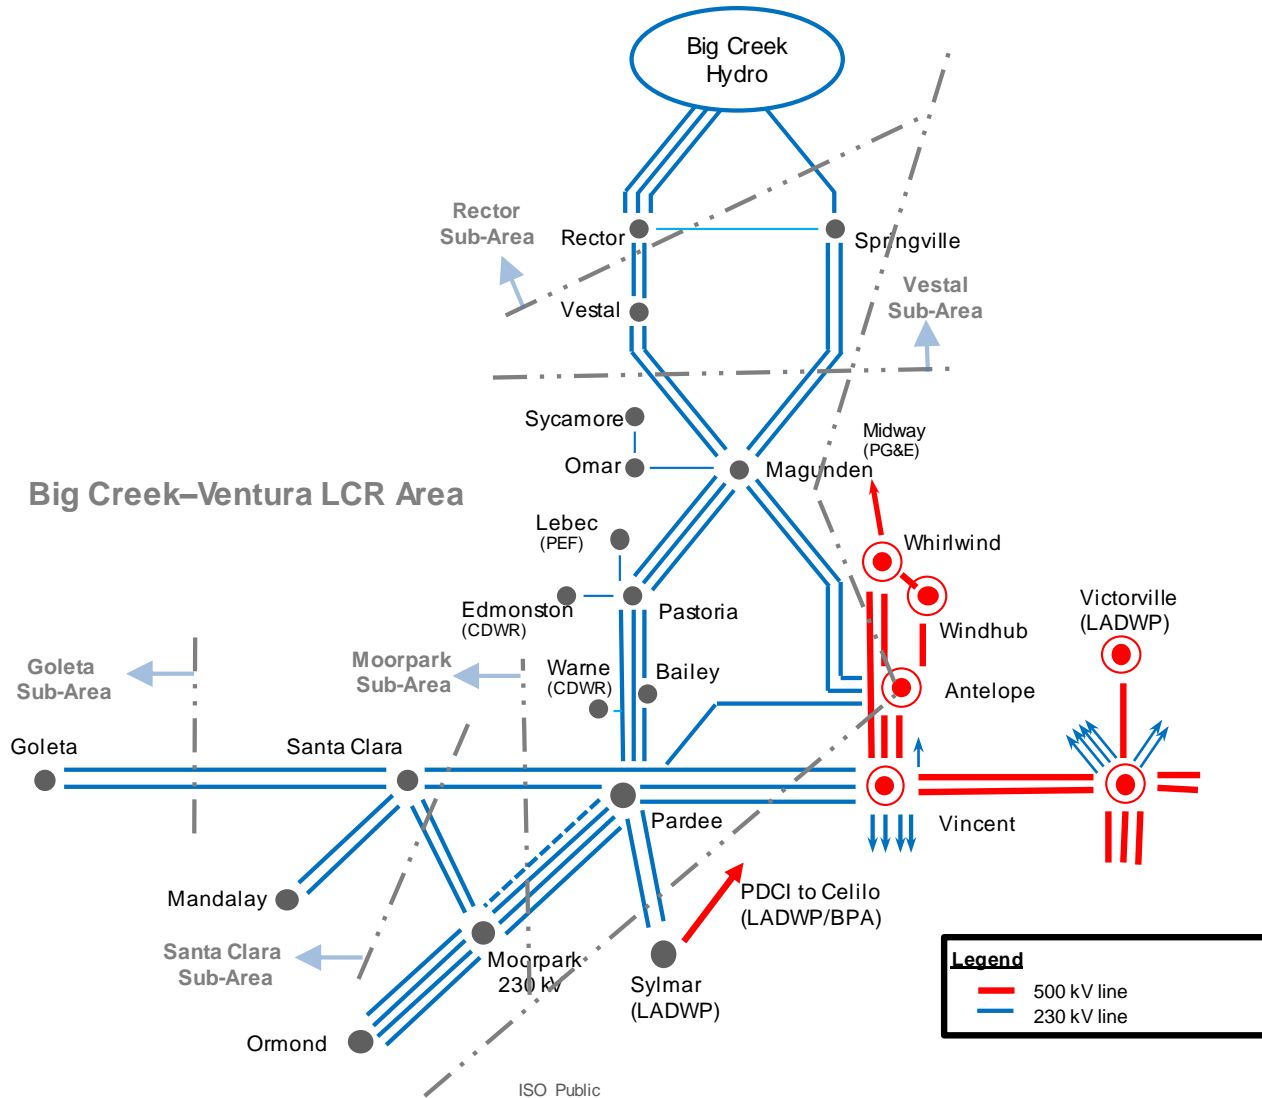 Big Creek
Hydro
Rector
Sub-Area
Rector
Springville
Vestal
Sub-Area
Vestal
Sycamore
Midway
(PG&E)
Omar
Magunden
Big Creek–Ventura LCR Area
Lebec
(PEF)
Whirlwind
Edmonston
(CDWR)
Pastoria
Windhub
Victorville
(LADWP)
Goleta
Sub-Area
Moorpark
Sub-Area
Warne
(CDWR)
Bailey
Antelope
Goleta
Santa Clara
Pardee
Vincent
Mandalay
PDCI to Celilo
(LADWP/BPA)
Santa Clara
Sub-Area
Moorpark
230 kV
Sylmar
(LADWP)
Ormond
Legend
500 kV line
230 kV line
ISO Public